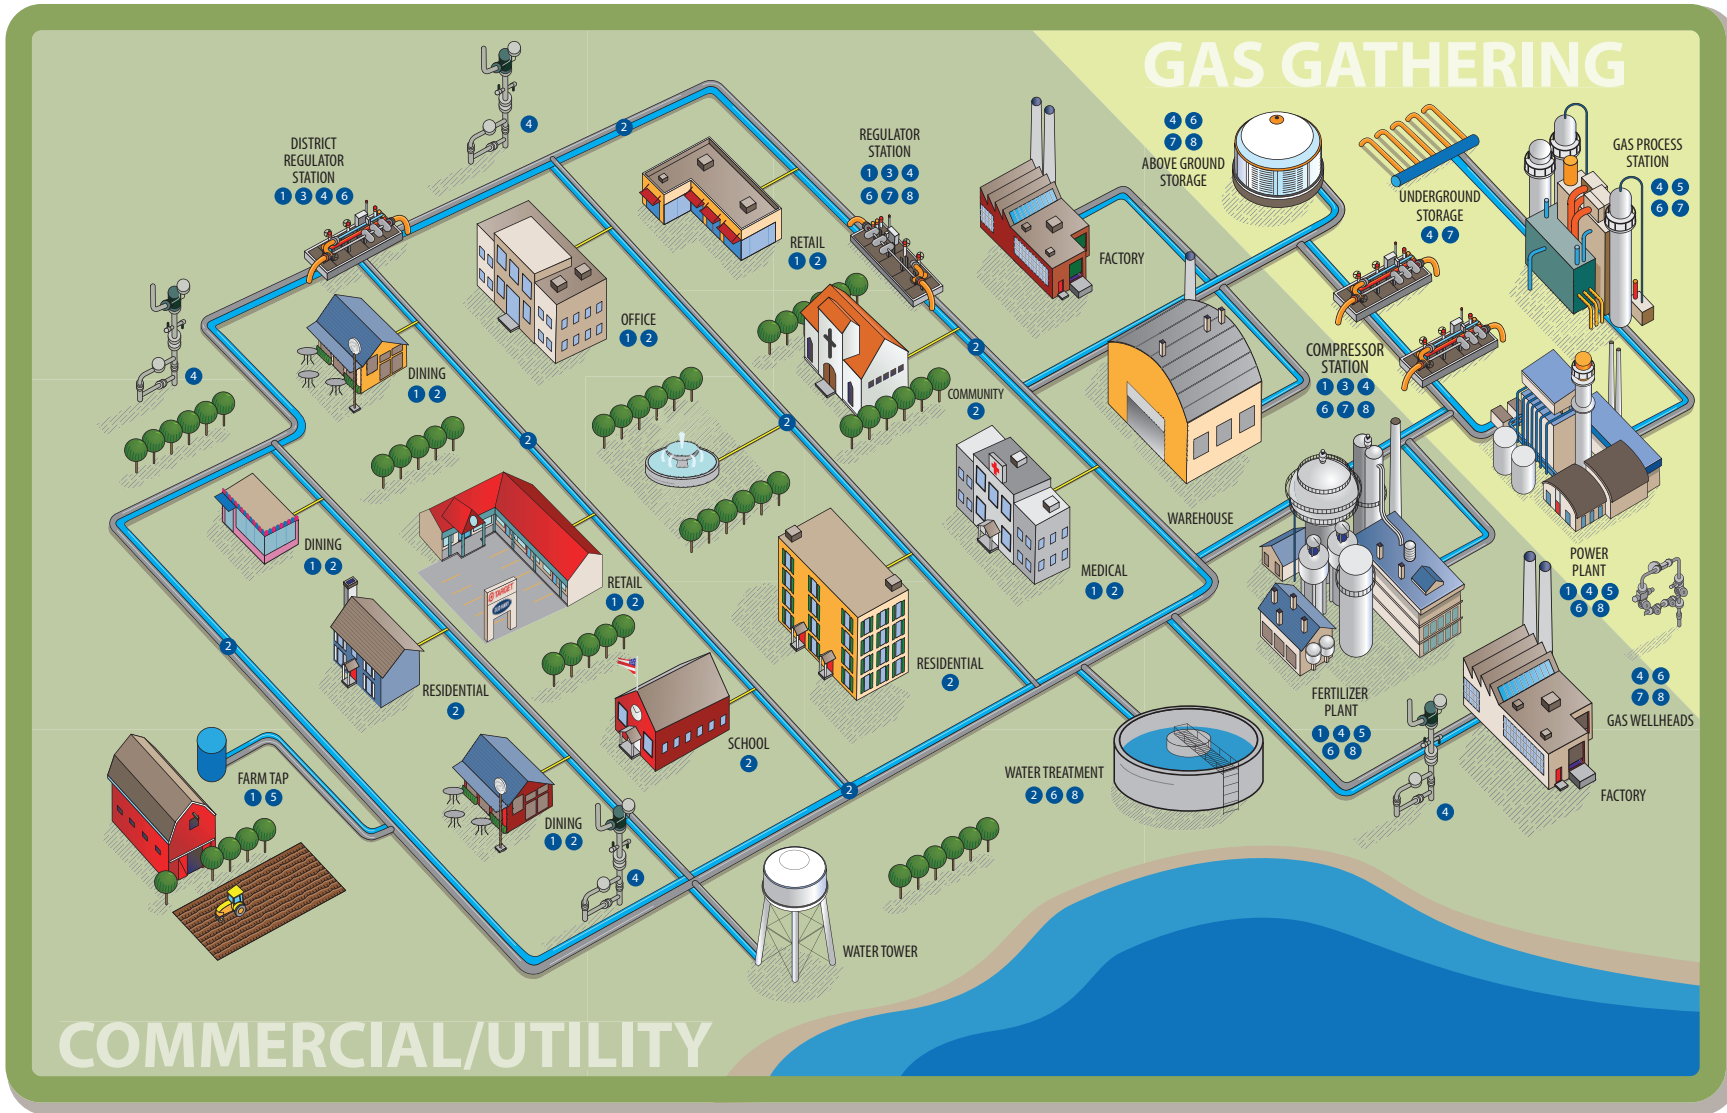 GAS GATHERING
4
2
DISTRICT
REGULATOR
STATION
1 3 4 6
REGULATOR
STATION
1 3 4
6 7 8
4 6
7 8
ABOVE GROUND
STORAGE
UNDERGROUND
STORAGE
4 7
GAS PROCESS
STATION
4 5
6 7
RETAIL
1 2
FACTORY
OFFICE
1 2
4
DINING
1 2
2
COMMUNITY
2
COMPRESSOR
STATION
1 3 4
6 7 8
2
2
WAREHOUSE
DINING
1 2
RETAIL
1 2
TARGET
MEDICAL
1 2
POWER
PLANT
1 4 5
6 8
2
RESIDENTIAL
2
RESIDENTIAL
2
FERTILIZER
PLANT
1 4 5
6 8
4 6
7 8
GAS WELLHEADS
SCHOOL
2
FARM TAP
1 5
2
WATER TREATMENT
2 6 8
FACTORY
4
DINING
1 2
4
WATER TOWER
COMMERCIAL/UTILITY